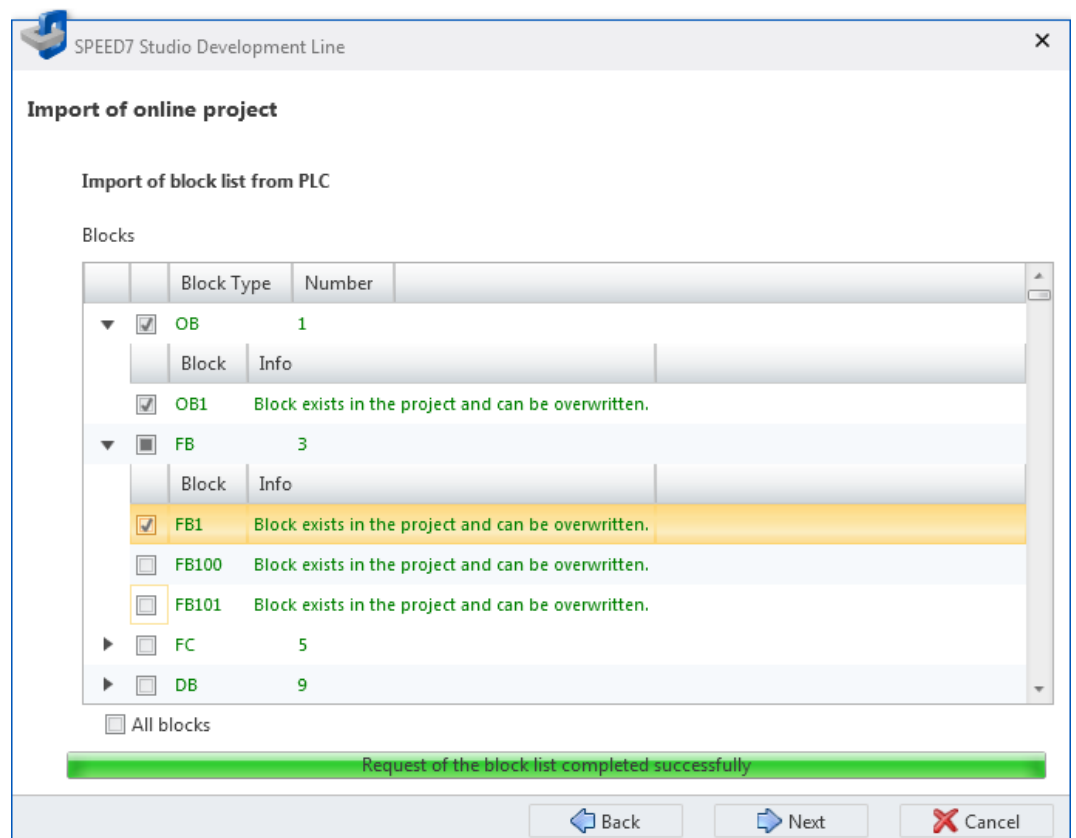 SPEED7 Studio Development Line
Import of online project
Import of block list from PLC
Blocks
Block Type Number
OB 1
Block Info
OB1 Block exists in the project and can be overwritten.
FB 3
Block Info
FB1 Block exists in the project and can be overwritten.
FB100 Block exists in the project and can be overwritten.
FB101 Block exists in the project and can be overwritten.
FC 5
DB 9
All blocks
Request of the block list completed successfully
Back Next Cancel